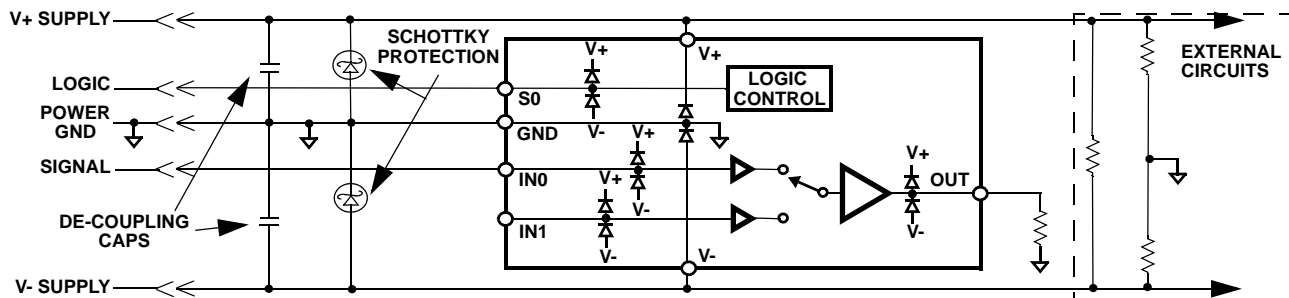 V+ SUPPLY
LOGIC
POWER
GND
SIGNAL
DE-COUPLING
CAPS
V- SUPPLY
SCHOTTKY
PROTECTION
S0
GND
IN0
IN1
V+
V-
V+
V-
V+
V-
V+
LOGIC
CONTROL
V+
OUT
V-
V-
EXTERNAL
CIRCUITS